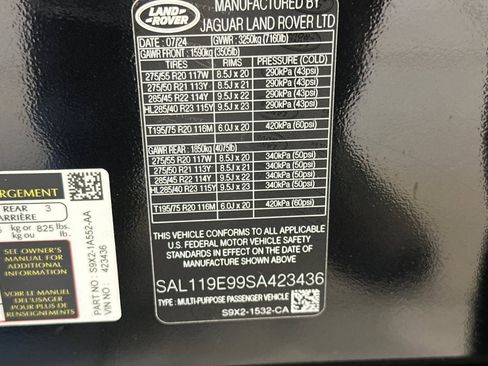 LAND
ROVER
MANUFACTURED BY
JAGUAR LAND ROVER LTD
DATE : 07/24 GVWR : 3250kg (7160lb)
GAWR FRONT : 1590kg (3505lb)
TIRES RIMS PRESSURE (COLD)
275/55 R20 117W 8.5J x 20 290kPa (43psi)
275/50 R21 113Y 8.5J x 21 290kPa (43psi)
285/45 R22 114Y 9.5J x 22 290kPa (43psi)
HL285/40 R23 115Y 9.5J x 23 290kPa (43psi)
T195/75 R20 116M 6.0J x 20 420kPa (60psi)
GAWR REAR : 1850kg (4075lb)
275/55 R20 117W 8.5J x 20 340kPa (50psi)
275/50 R21 113Y 8.5J x 21 340kPa (50psi)
285/45 R22 114Y 9.5J x 22 340kPa (50psi)
HL285/40 R23 115Y 9.5J x 23 340kPa (50psi)
T195/75 R20 116M 6.0J x 20 420kPa (60psi)
THIS VEHICLE CONFORMS TO ALL APPLICABLE
U.S. FEDERAL MOTOR VEHICLE SAFETY
STANDARDS IN EFFECT ON THE DATE OF
MANUFACTURE SHOWN ABOVE.
SAL119E99SA423436
TYPE : MULTI-PURPOSE PASSENGER VEHICLE
S9X2-1532-CA
ARGEMENT
REAR 3
ARRIÈRE
kg or 825 lbs.
kg ou lb.
SEE OWNER'S
MANUAL FOR
ADDITIONAL
INFORMATION
VOIR LE MANUEL
DE L'USAGER
POUR PLUS DE
RENSEIGNEMENTS
PART NO : S9X2-1A552-AA
VIN NO : 423436